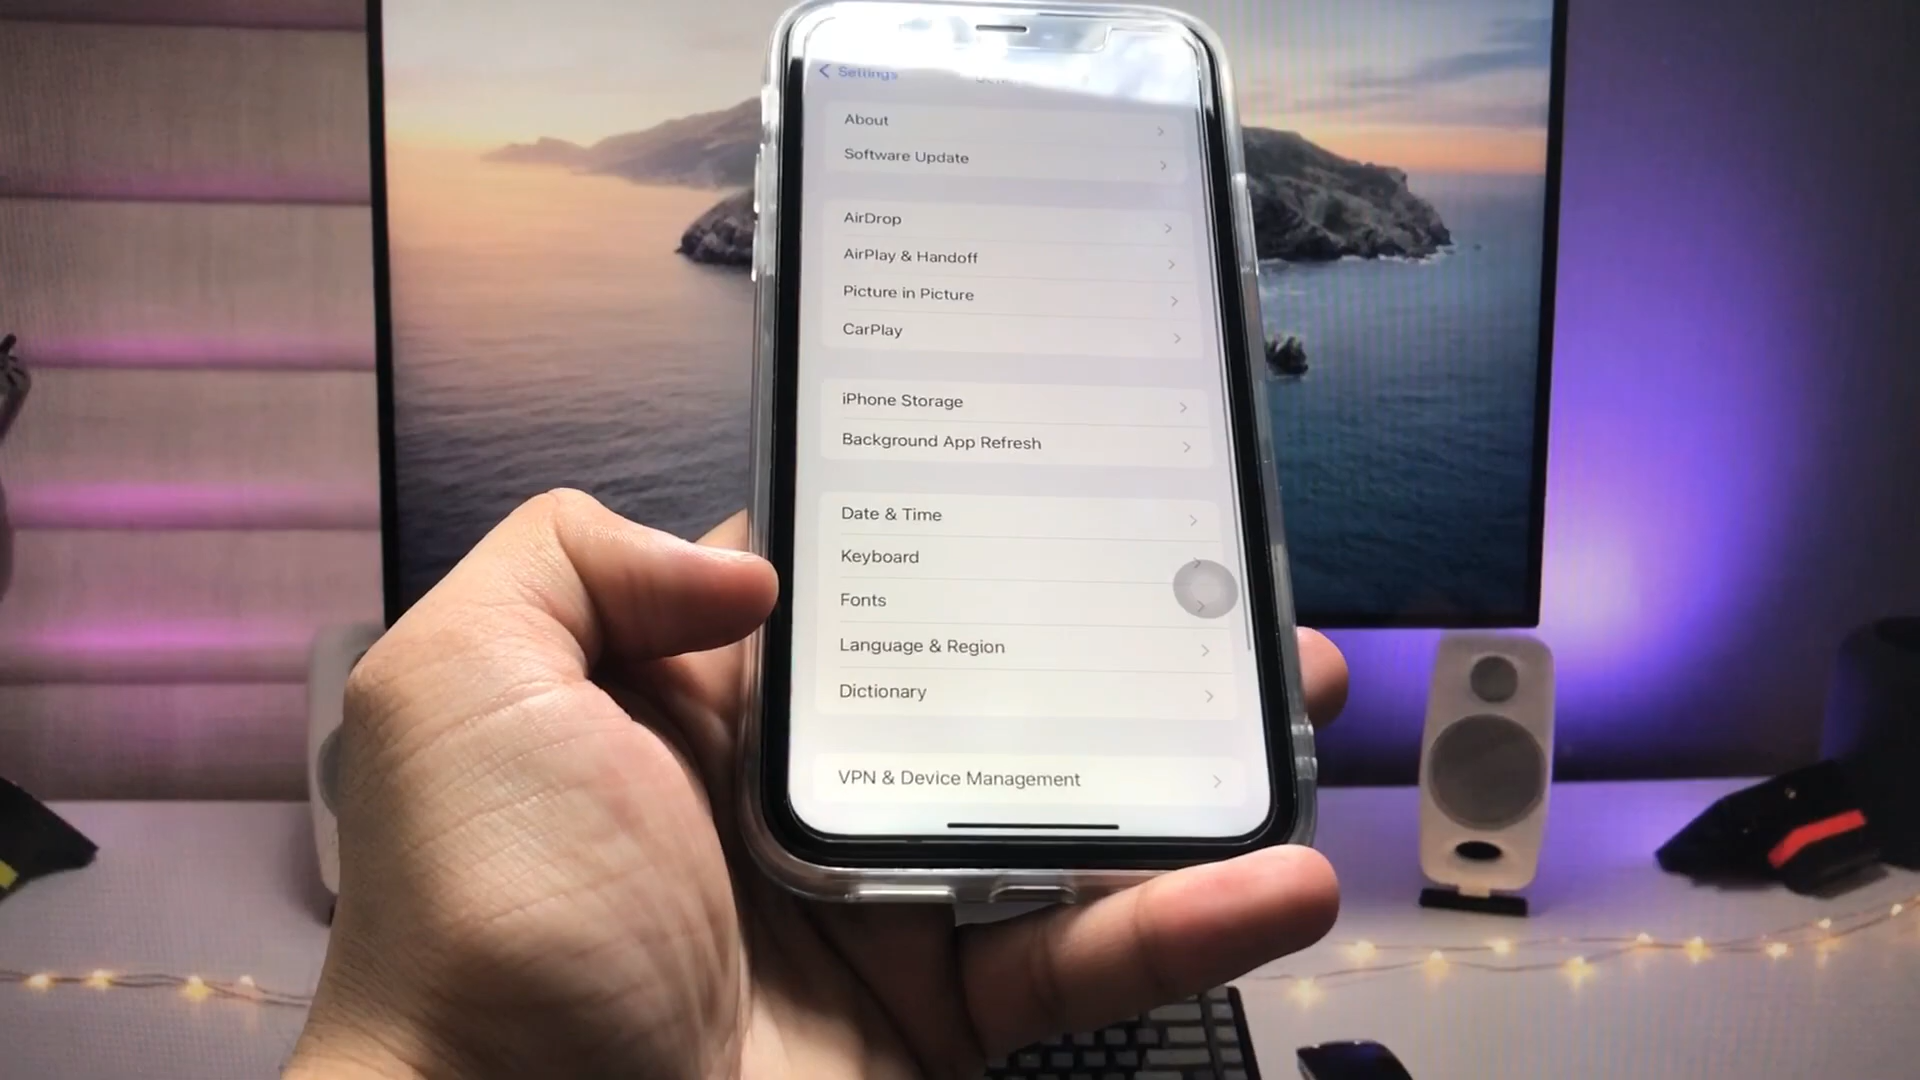 Settings
About
Software Update
AirDrop
AirPlay & Handoff
Picture in Picture
CarPlay
iPhone Storage
Background App Refresh
Date & Time
Keyboard
Fonts
Language & Region
Dictionary
VPN & Device Management